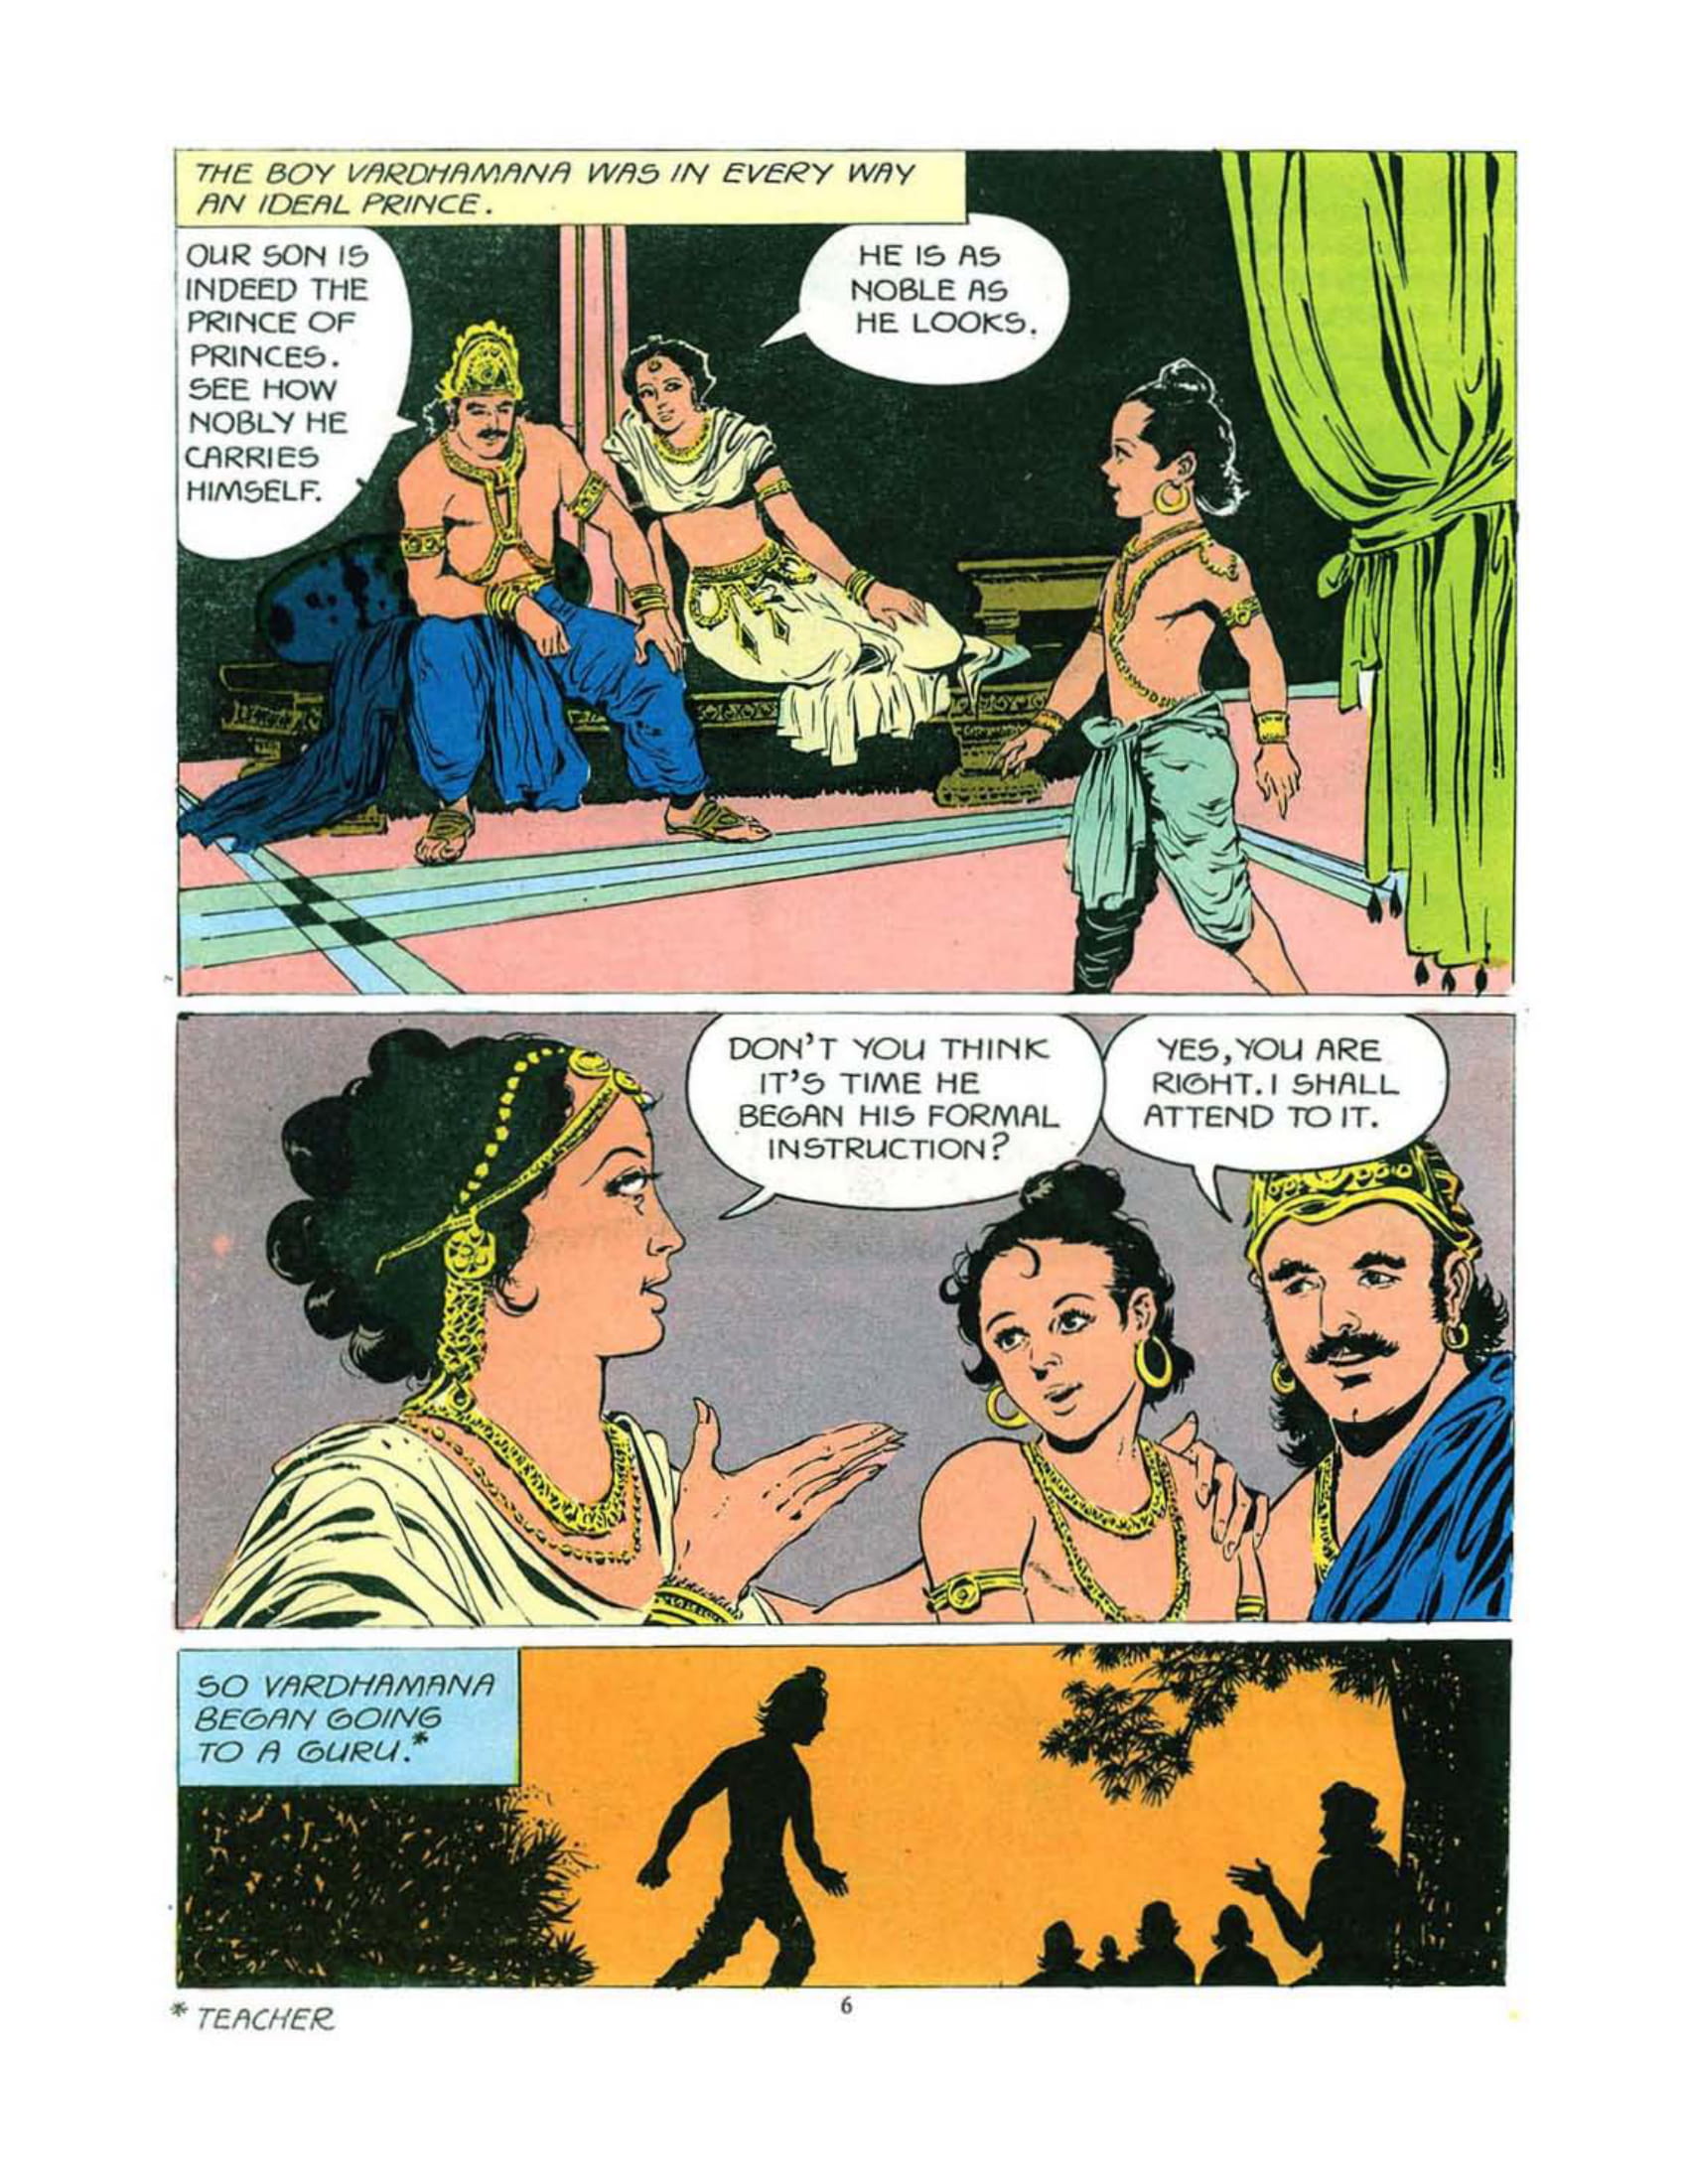 THE BOY VARDHAMANA WAS IN EVERY WAY
AN IDEAL PRINCE.
OUR SON IS
INDEED THE
PRINCE OF
PRINCES.
SEE HOW
NOBLY HE
CARRIES
HIMSELF.
HE IS AS
NOBLE AS
HE LOOKS.
DON'T YOU THINK
IT'S TIME HE
BEGAN HIS FORMAL
INSTRUCTION?
YES, YOU ARE
RIGHT. I SHALL
ATTEND TO IT.
SO VARDHAMANA
BEGAN GOING
TO A GURU.*
* TEACHER
6